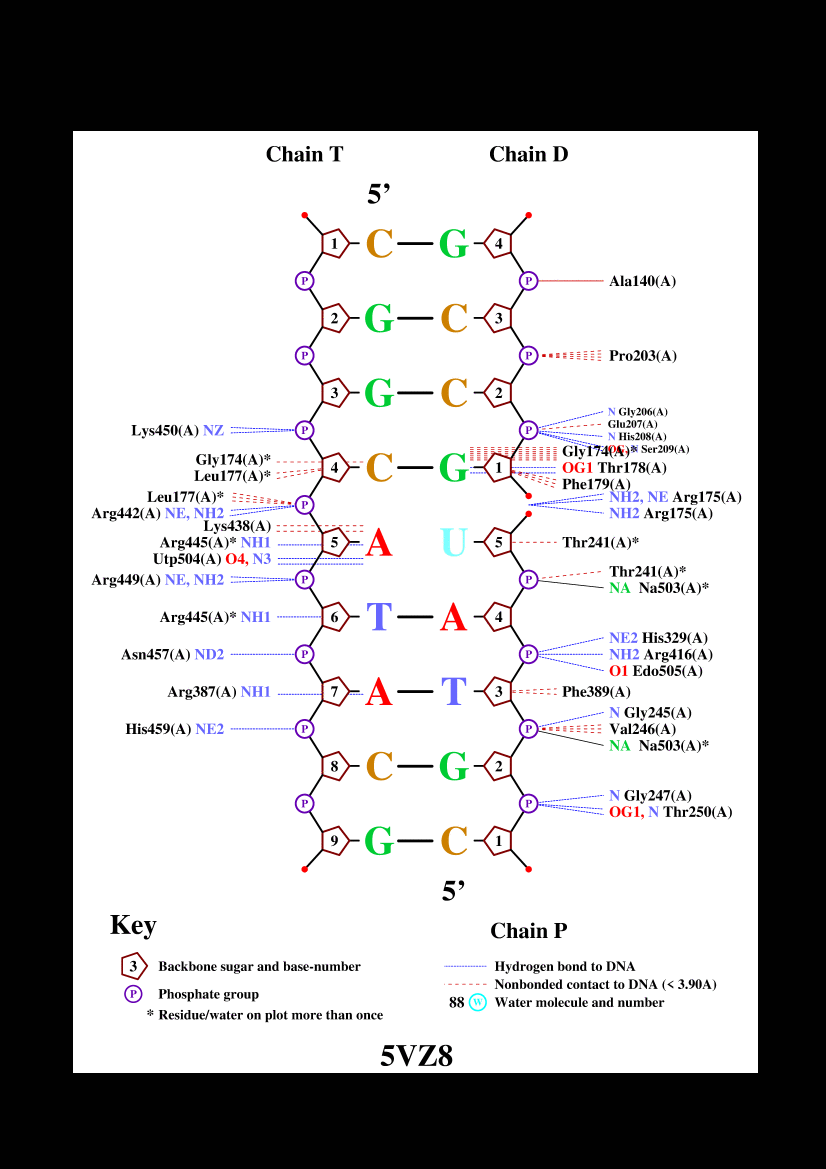 Chain T Chain D
5’
1 C G 4
P P Ala140(A)
2 G C 3
P P Pro203(A)
3 G C 2
N Gly206(A)
Glu207(A)
Lys450(A) NZ P P
N His208(A)
N Ser209(A)
Gly174(A)* Gly174(A)*
4 C G 1 OG1 Thr178(A)
Leu177(A)*
Phe179(A)
Leu177(A)* NH2, NE Arg175(A)
P
Arg442(A) NE, NH2 NH2 Arg175(A)
Lys438(A)
Arg445(A)* NH1 5 A U 5 Thr241(A)*
Utp504(A) O4, N3
Thr241(A)*
Arg449(A) NE, NH2 P P
NA Na503(A)*
Arg445(A)* NH1 6 T A 4
NE2 His329(A)
Asn457(A) ND2 P P NH2 Arg416(A)
O1 Edo505(A)
Arg387(A) NH1 7 A T 3 Phe389(A)
N Gly245(A)
His459(A) NE2 P P Val246(A)
NA Na503(A)*
8 C G 2
N Gly247(A)
P P
OG1, N Thr250(A)
9 G C 1
5’
Key Chain P
3 Backbone sugar and base-number
P Phosphate group
* Residue/water on plot more than once
Hydrogen bond to DNA
Nonbonded contact to DNA (< 3.90A)
88 W Water molecule and number
5VZ8